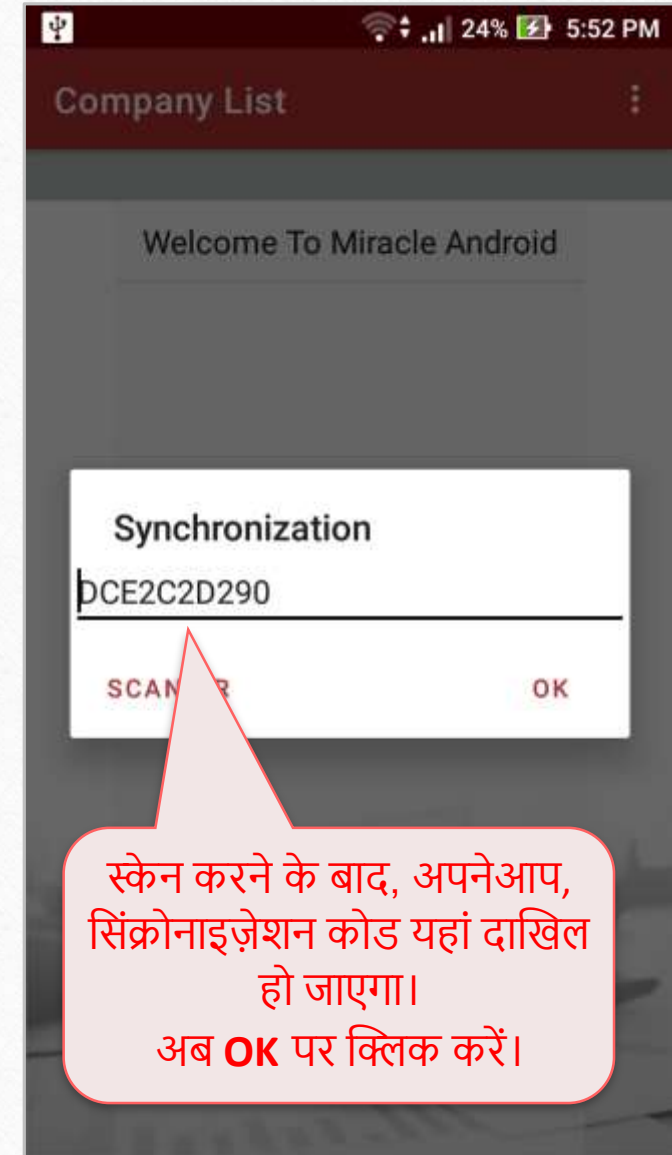 24% 5:52 PM
Company List
Welcome To Miracle Android
Synchronization
DCE2C2D290
OK
स्केन करने के बाद, अपनेआप,
सिंक्रोनाइज़ेशन कोड यहां दाखिल
हो जाएगा।
अब OK पर क्लिक करें।